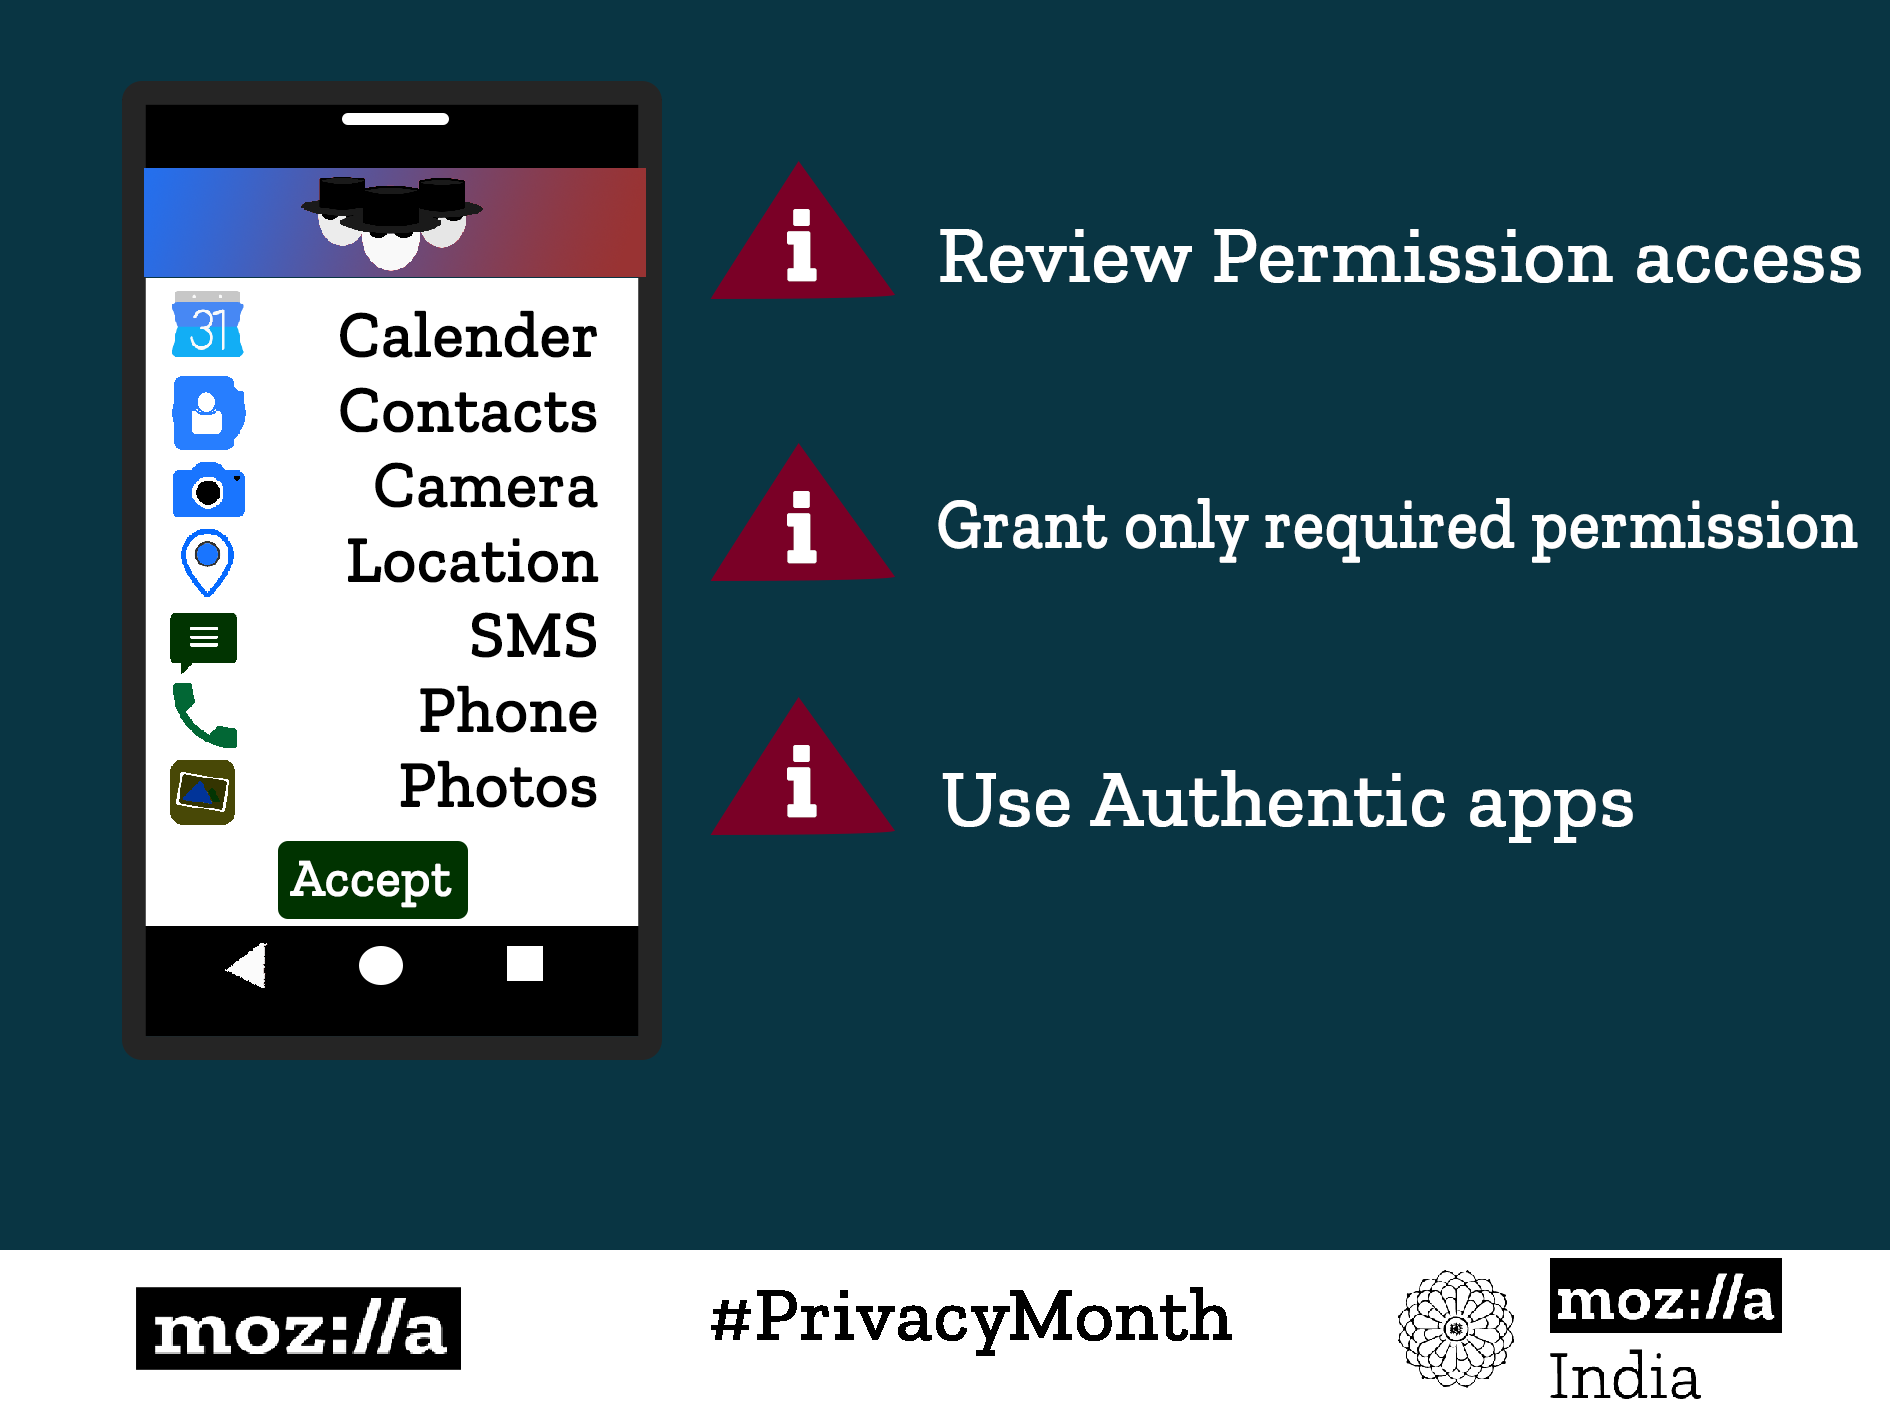 31
Calender
Contacts
Camera
Location
SMS
Phone
Photos
Accept
Review Permission access
Grant only required permission
Use Authentic apps
moz://a
#PrivacyMonth
moz://a
India